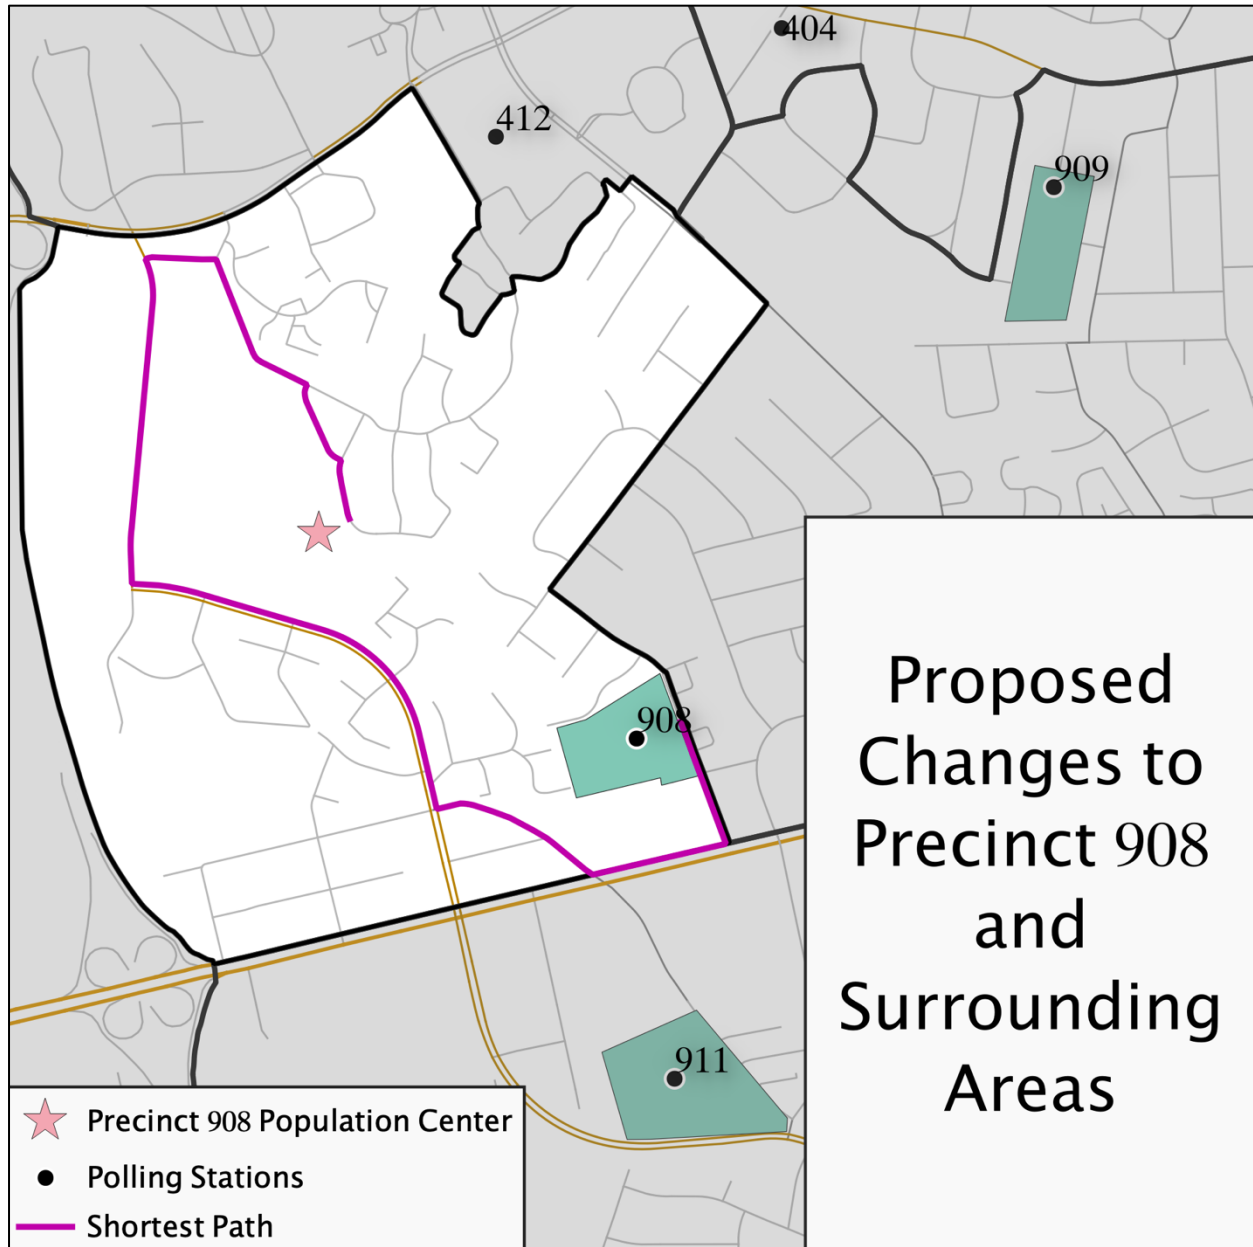 404
412
909
908
911
Proposed
Changes to
Precinct 908
and
Surrounding
Areas
Precinct 908 Population Center
Polling Stations
Shortest Path